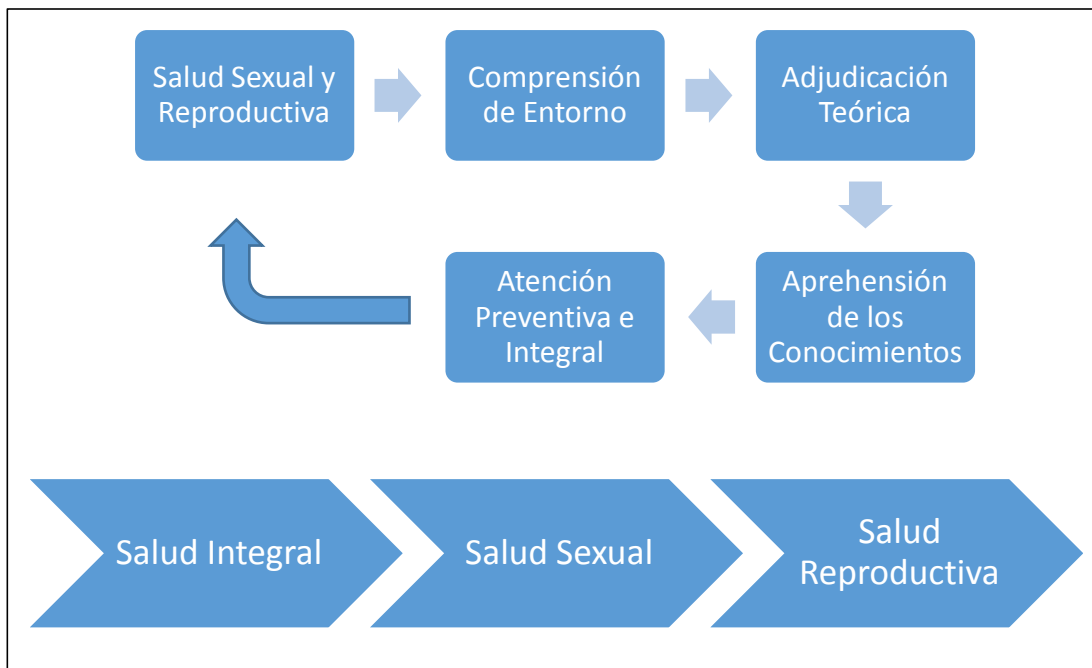 Salud Sexual y
Reproductiva
Comprensión
de Entorno
Adjudicación
Teórica
Aprehensión
de los
Conocimientos
Atención
Preventiva e
Integral
Salud Integral
Salud Sexual
Salud
Reproductiva